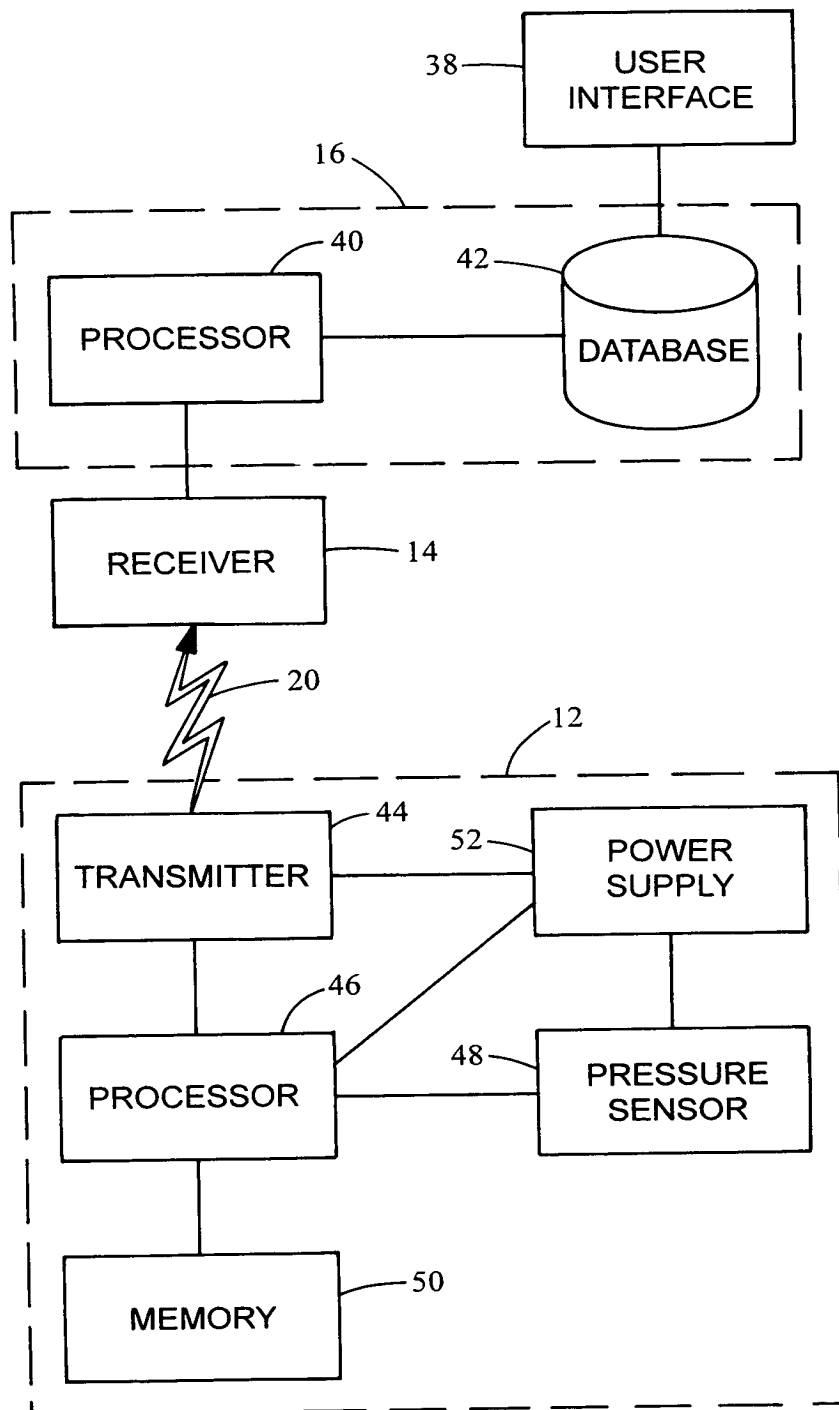 38
USER
INTERFACE
16
40
42
PROCESSOR
DATABASE
RECEIVER
14
20
12
44
52
TRANSMITTER
POWER
SUPPLY
46
48
PROCESSOR
PRESSURE
SENSOR
50
MEMORY